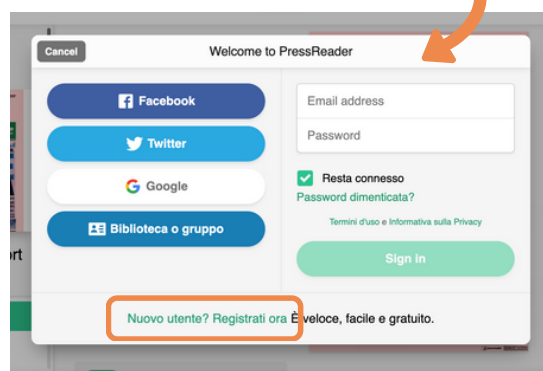 Cancel
Welcome to PressReader
Facebook
Twitter
Google
Biblioteca o gruppo
Email address
Password
Resta connesso
Password dimenticata?
Termini d'uso e Informativa sulla Privacy
Sign in
Nuovo utente? Registrati ora È veloce, facile e gratuito.